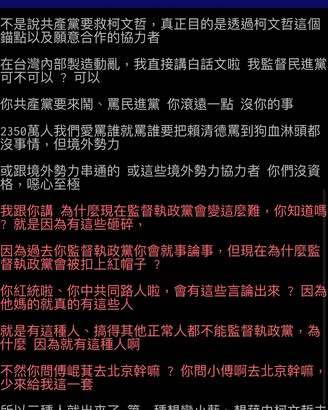 不是說共產黨要救柯文哲，真正目的是透過柯文哲這個
錨點以及願意合作的協力者
在台灣內部製造動亂，我直接講白話文啦 我監督民進黨
可不可以 ? 可以
你共產黨要來鬧、罵民進黨 你滾遠一點 沒你的事
2350萬人我們愛罵誰就罵誰要把賴清德罵到狗血淋頭都
沒事情，但境外勢力
或跟境外勢力串通的 或這些境外勢力協力者 你們沒資
格，噁心至極
我跟你講 為什麼現在監督執政黨會變這麼難，你知道嗎
? 就是因為有這些砸碎，
因為過去你監督執政黨你會就事論事，但現在為什麼監
督執政黨會被扣上紅帽子 ?
你紅統啦、你中共同路人啦，會有這些言論出來 ? 因為
他媽的就真的有這些人
就是有這種人、搞得其他正常人都不能監督執政黨，為
什麼 因為就有這種人啊
不然你問傅崐萁去北京幹嘛 ? 你問小傅啊去北京幹嘛，
少來給我這一套